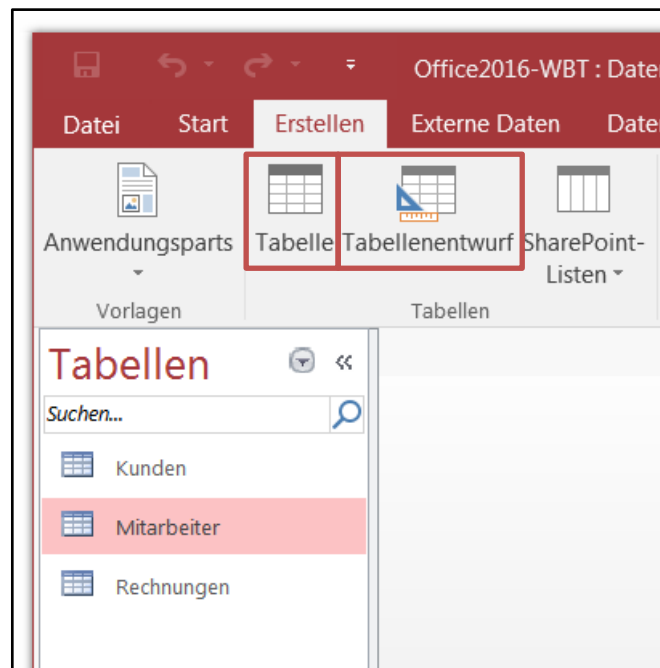 Office2016-WBT : Date
Datei Start Erstellen Externe Daten Date
Anwendungsparts Tabelle Tabellenentwurf SharePoint-
Listen
Vorlagen Tabellen
Tabellen
Suchen...
Kunden
Mitarbeiter
Rechnungen